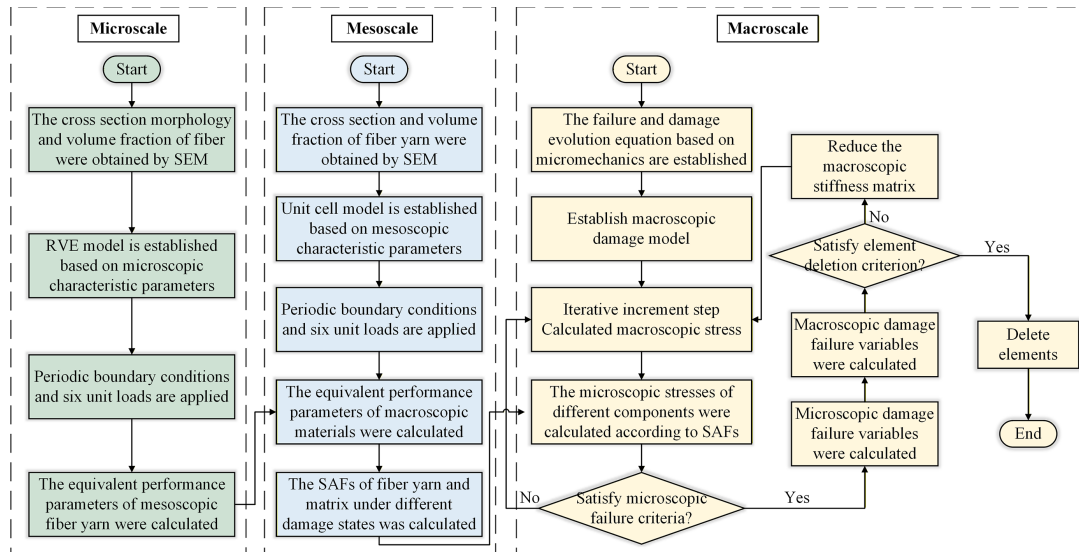 Microscale
Start
The cross section morphology
and volume fraction of fiber
were obtained by SEM
RVE model is established
based on microscopic
characteristic parameters
Periodic boundary conditions
and six unit loads are applied
The equivalent performance
parameters of mesoscopic
fiber yarn were calculated
Mesoscale
Start
The cross section and volume
fraction of fiber yarn were
obtained by SEM
Unit cell model is established
based on mesoscopic
characteristic parameters
Periodic boundary conditions
and six unit loads are applied
The equivalent performance
parameters of macroscopic
materials were calculated
The SAFs of fiber yarn and
matrix under different
damage states was calculated
Macroscale
Start
The failure and damage
evolution equation based on
micromechanics are established
Establish macroscopic
damage model
Iterative increment step
Calculated macroscopic stress
The microscopic stresses of
different components were
calculated according to SAFs
No
Satisfy microscopic
failure criteria?
Yes
Microscopic damage
failure variables
were calculated
Macroscopic damage
failure variables
were calculated
Satisfy element
deletion criterion?
No
Reduce the
macroscopic
stiffness matrix
Yes
Delete
elements
End